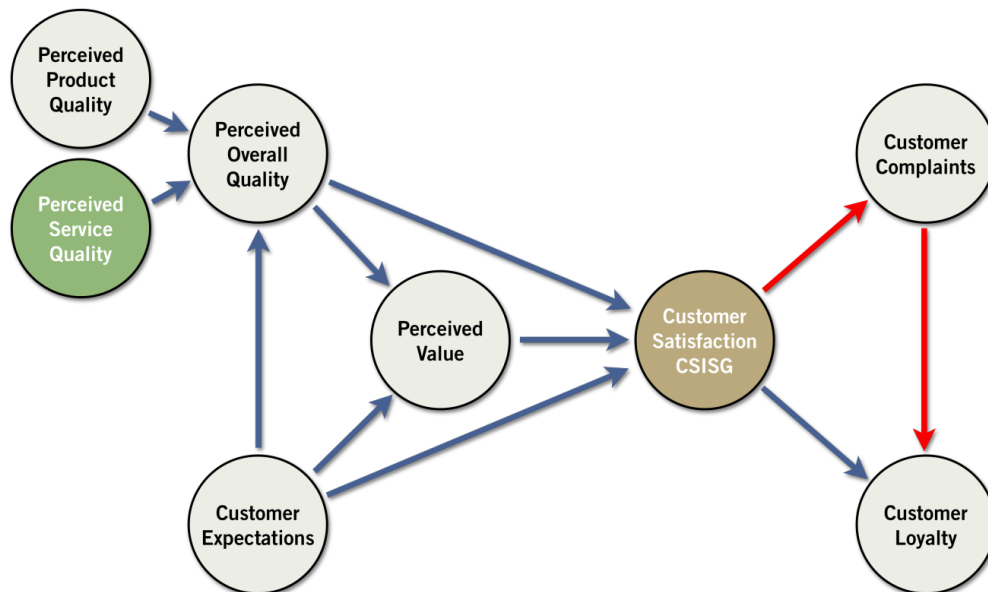 Perceived
Product
Quality
Perceived
Service
Quality
Perceived
Overall
Quality
Perceived
Value
Customer
Expectations
Customer
Satisfaction
CSISG
Customer
Complaints
Customer
Loyalty